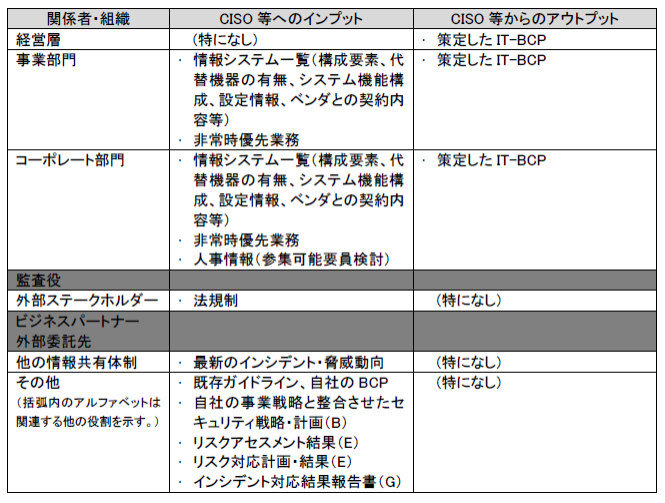 関係者・組織 CISO 等へのインプット CISO 等からのアウトプット
経営層 (特になし) ・ 策定した IT-BCP
事業部門 ・ 情報システム一覧(構成要素、代 ・ 策定した IT-BCP
替機器の有無、システム機能構
成、設定情報、ベンダとの契約内
容等)
・ 非常時優先業務
コーポレート部門 ・ 情報システム一覧(構成要素、代 ・ 策定した IT-BCP
替機器の有無、システム機能構
成、設定情報、ベンダとの契約内
容等)
・ 非常時優先業務
・ 人事情報(参集可能要員検討)
監査役
外部ステークホルダー ・ 法規制 (特になし)
ビジネスパートナー
外部委託先
他の情報共有体制 ・ 最新のインシデント・脅威動向 (特になし)
その他 ・ 既存ガイドライン、自社の BCP (特になし)
(括弧内のアルファベットは ・ 自社の事業戦略と整合させたセ
関連する他の役割を示す。) キュリティ戦略・計画(B)
・ リスクアセスメント結果(E)
・ リスク対応計画・結果(E)
・ インシデント対応結果報告書(G)